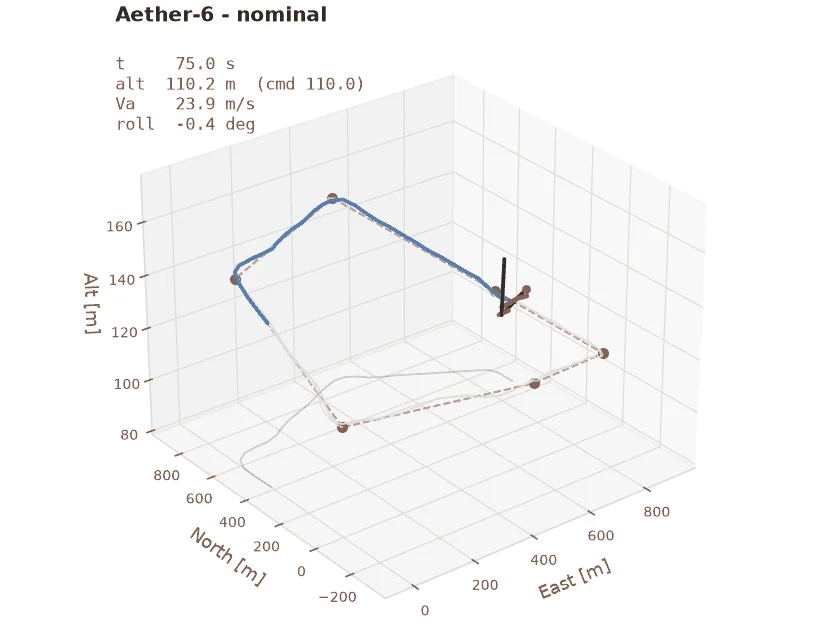 Aether-6 - nominal
t     75.0 s
alt  110.2 m  (cmd 110.0)
Va    23.9 m/s
roll  -0.4 deg
160
140
120
100
80
Alt [m]
800
600
400
200
0
−200
North [m]
0
200
400
600
800
East [m]